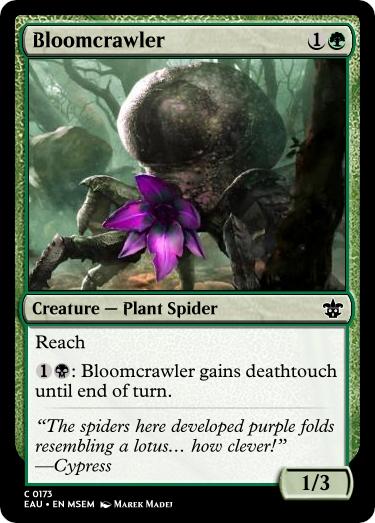 Bloomcrawler 1
Creature — Plant Spider
Reach
1: Bloomcrawler gains deathtouch
until end of turn.
“The spiders here developed purple folds
resembling a lotus… how clever!”
—Cypress
1/3
C 0173
EAU • EN MSEM Marek Madej